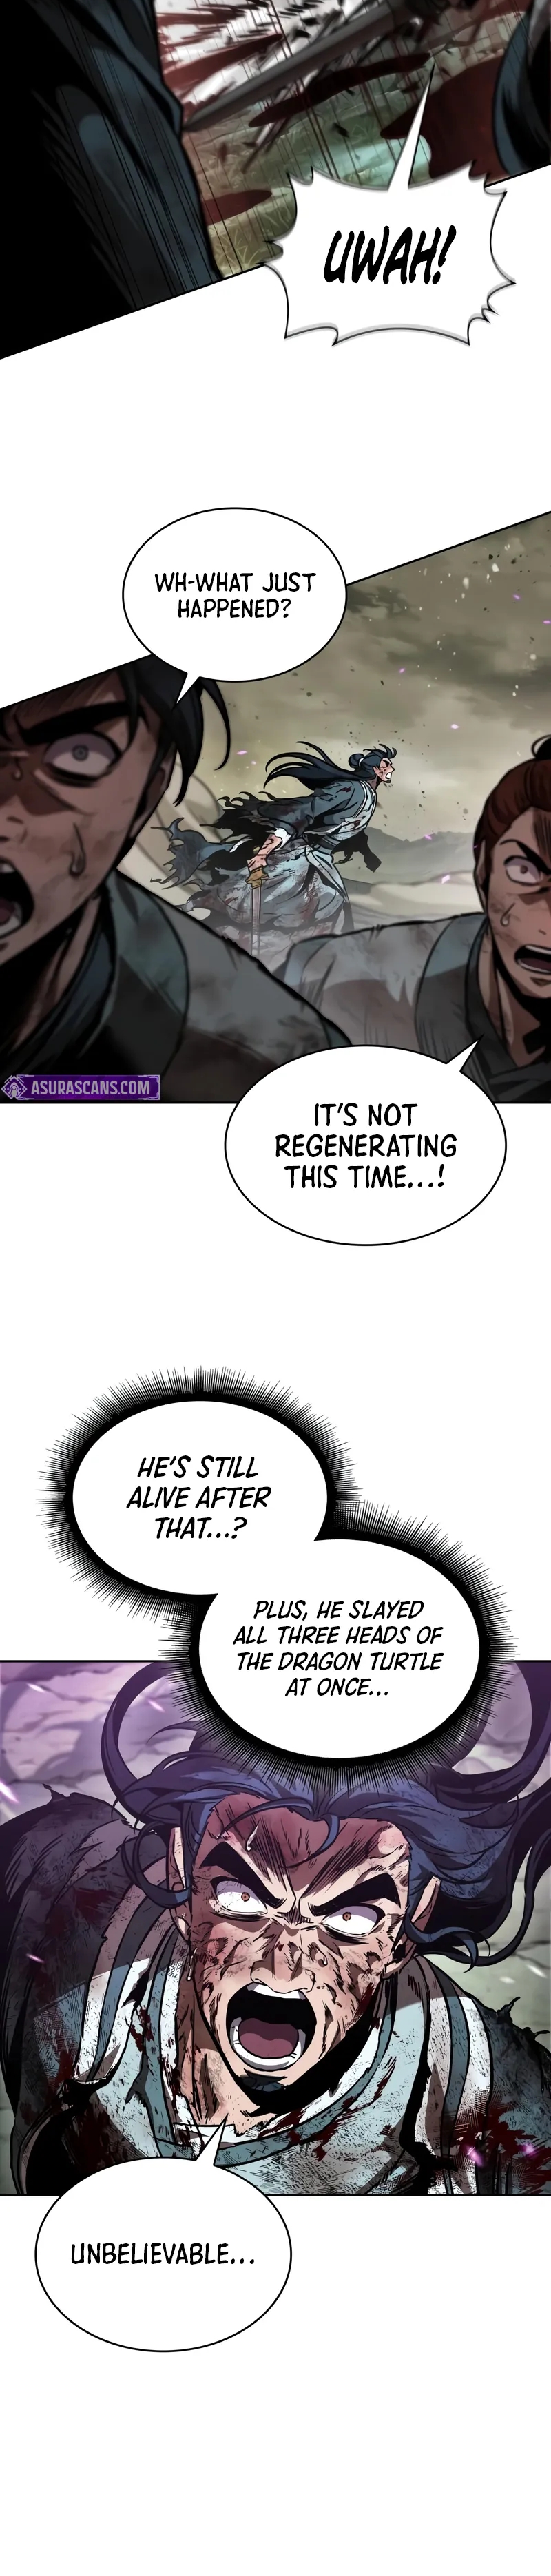 UWAH!
WH-WHAT JUST
HAPPENED?
ASURASCANS.COM
IT'S NOT
REGENERATING
THIS TIME...!
HE'S STILL
ALIVE AFTER
THAT...?
PLUS, HE SLAYED
ALL THREE HEADS OF
THE DRAGON TURTLE
AT ONCE...
UNBELIEVABLE...